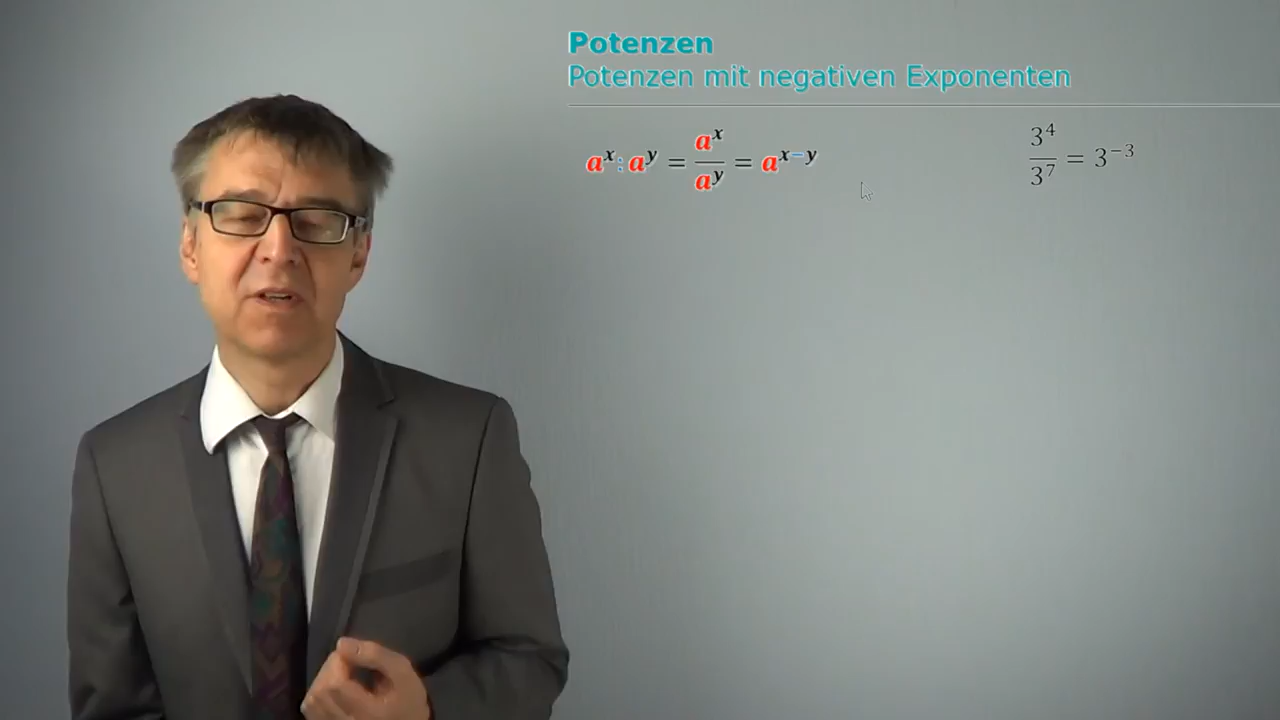 Potenzen
Potenzen mit negativen Exponenten
a^x : a^y = a^x / a^y = a^{x-y}
3^4 / 3^7 = 3^{-3}